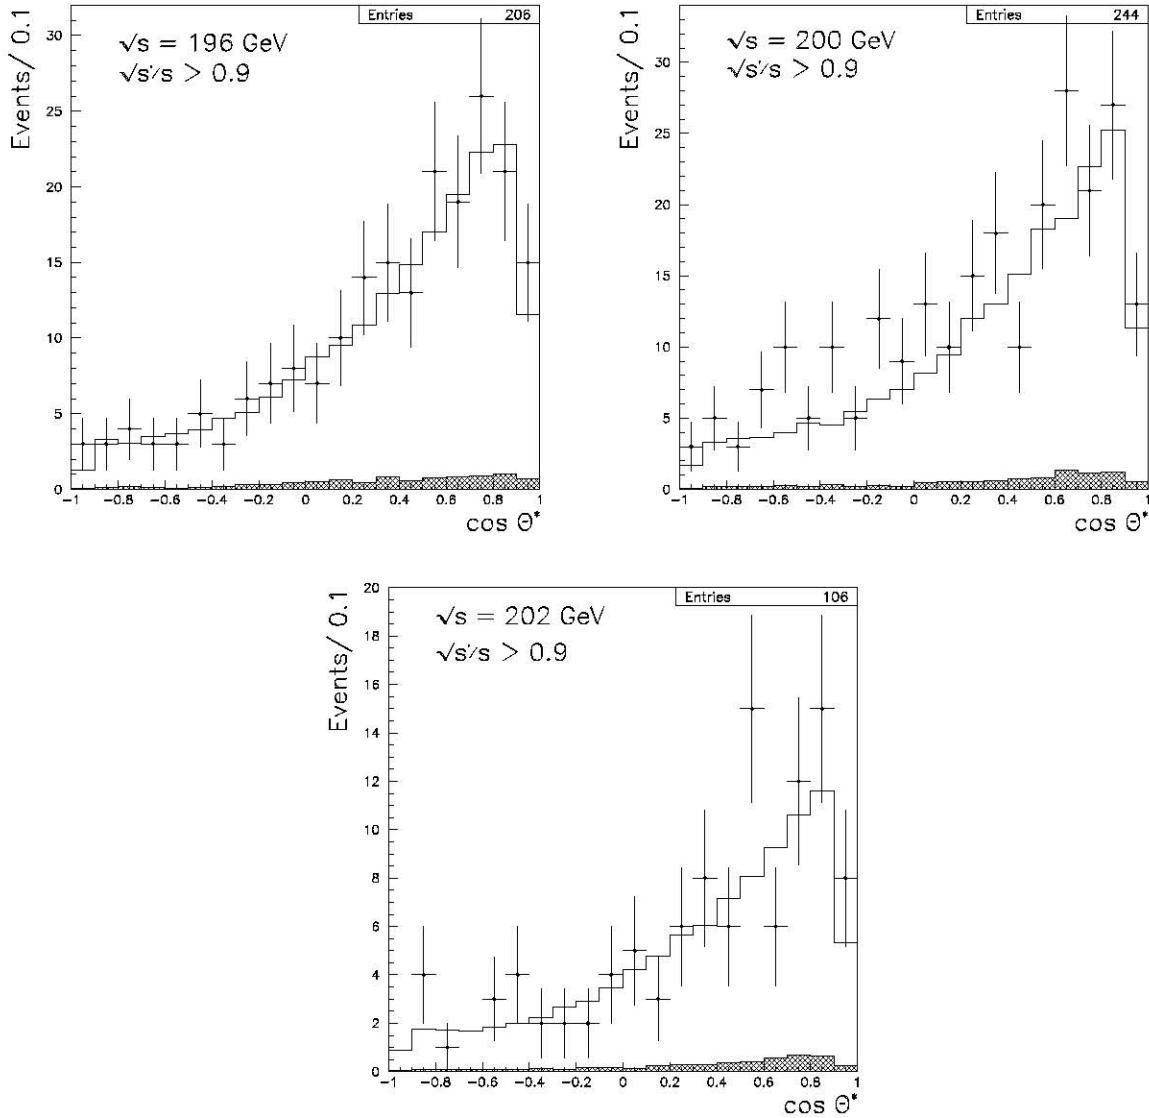 Entries 206
√s = 196 GeV
√s'/s > 0.9
Events/ 0.1
30
25
20
15
10
5
0
-1 -0.8 -0.6 -0.4 -0.2 0 0.2 0.4 0.6 0.8 1
cos Θ*
Entries 244
√s = 200 GeV
√s'/s > 0.9
Events/ 0.1
30
25
20
15
10
5
0
-1 -0.8 -0.6 -0.4 -0.2 0 0.2 0.4 0.6 0.8 1
cos Θ*
Entries 106
√s = 202 GeV
√s'/s > 0.9
Events/ 0.1
20
18
16
14
12
10
8
6
4
2
0
-1 -0.8 -0.6 -0.4 -0.2 0 0.2 0.4 0.6 0.8 1
cos Θ*